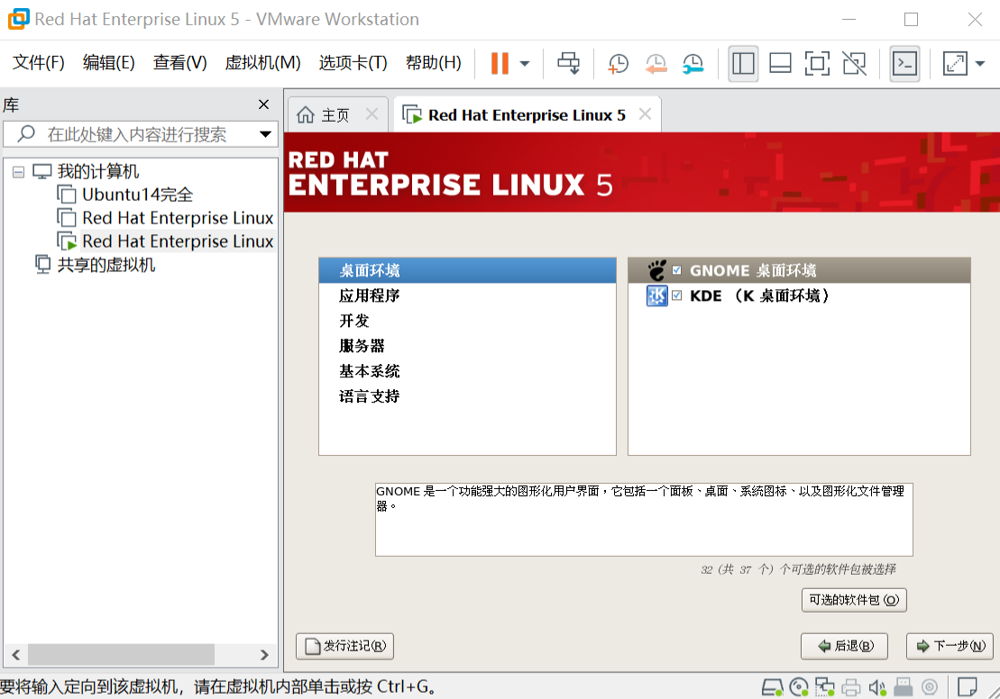 Red Hat Enterprise Linux 5 - VMware Workstation
文件(F) 编辑(E) 查看(V) 虚拟机(M) 选项卡(T) 帮助(H)
库
在此处键入内容进行搜索
我的计算机
Ubuntu14完全
Red Hat Enterprise Linux
Red Hat Enterprise Linux
共享的虚拟机
主页
Red Hat Enterprise Linux 5
RED HAT
ENTERPRISE LINUX 5
桌面环境
应用程序
开发
服务器
基本系统
语言支持
GNOME 桌面环境
KDE （K 桌面环境）
GNOME 是一个功能强大的图形化用户界面，它包括一个面板、桌面、系统图标、以及图形化文件管理
器。
32 (共 37 个) 个可选的软件包被选择
可选的软件包 (O)
发行注记(R)
后退(B)
下一步(N)
要将输入定向到该虚拟机，请在虚拟机内部单击或按 Ctrl+G。